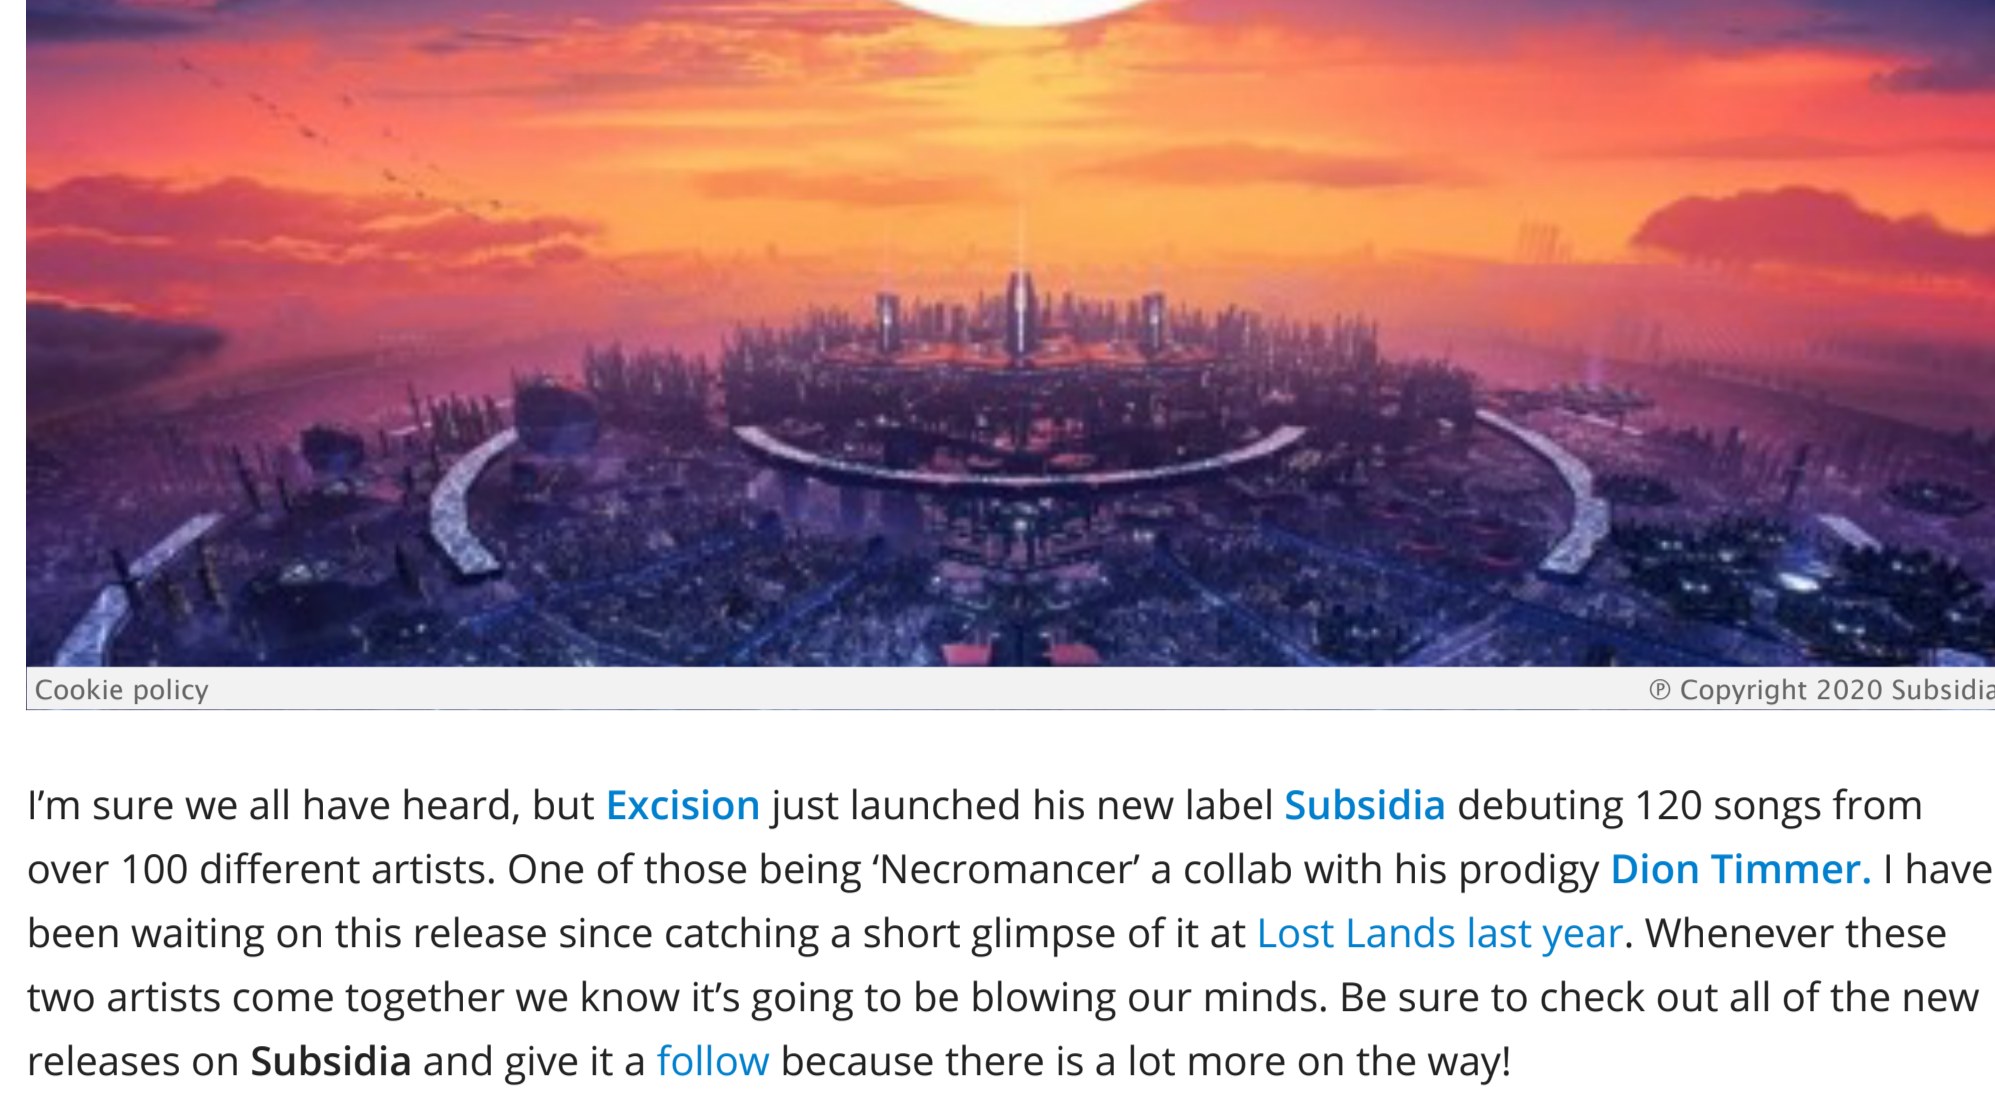 Cookie policy
℗ Copyright 2020 Subsidia
I’m sure we all have heard, but Excision just launched his new label Subsidia debuting 120 songs from
over 100 different artists. One of those being ‘Necromancer’ a collab with his prodigy Dion Timmer. I have
been waiting on this release since catching a short glimpse of it at Lost Lands last year. Whenever these
two artists come together we know it’s going to be blowing our minds. Be sure to check out all of the new
releases on Subsidia and give it a follow because there is a lot more on the way!